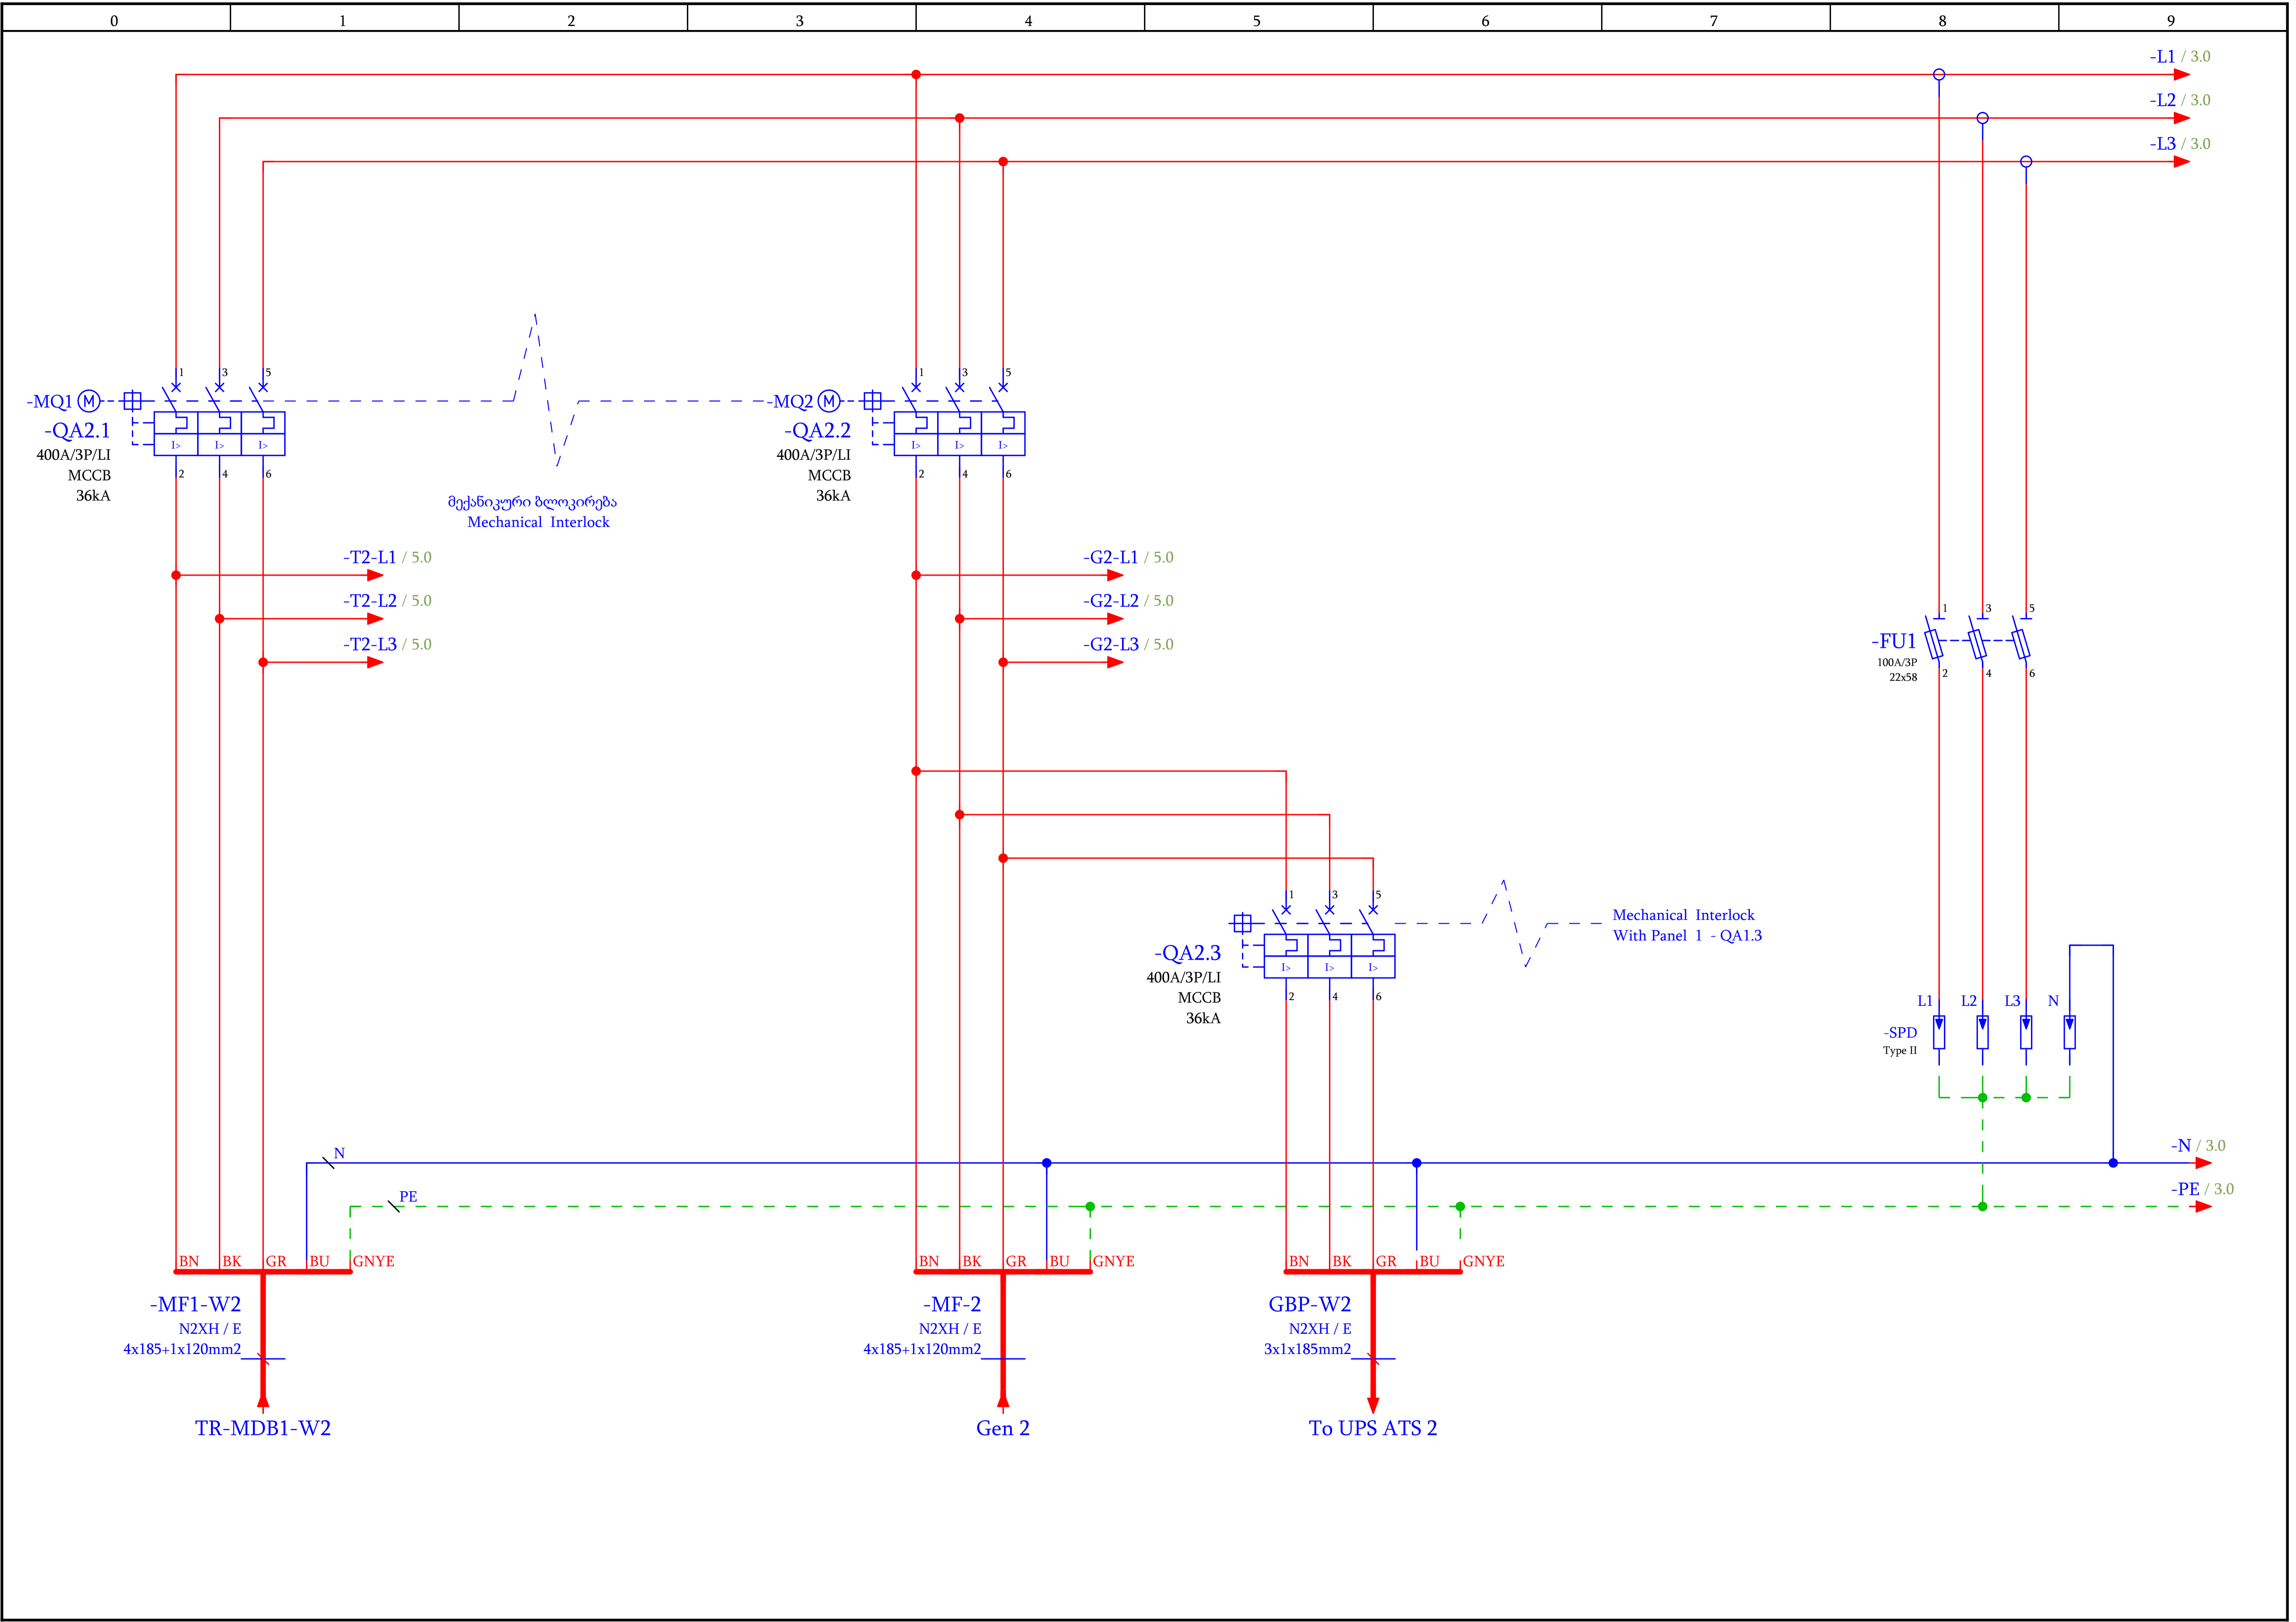 0 1 2 3 4 5 6 7 8 9
-L1 / 3.0
-L2 / 3.0
-L3 / 3.0
1 3 5
-MQ1 M
-QA2.1
400A/3P/LI
MCCB
36kA
I> I> I>
2 4 6
მექანიკური ბლოკირება
Mechanical Interlock
1 3 5
-MQ2 M
-QA2.2
400A/3P/LI
MCCB
36kA
I> I> I>
2 4 6
-T2-L1 / 5.0
-T2-L2 / 5.0
-T2-L3 / 5.0
-G2-L1 / 5.0
-G2-L2 / 5.0
-G2-L3 / 5.0
1 3 5
-FU1
100A/3P
22x58
2 4 6
1 3 5
-QA2.3
400A/3P/LI
MCCB
36kA
I> I> I>
2 4 6
Mechanical Interlock
With Panel 1 - QA1.3
L1 L2 L3 N
-SPD
Type II
N
-N / 3.0
PE
-PE / 3.0
BN BK GR BU GNYE
-MF1-W2
N2XH / E
4x185+1x120mm2
TR-MDB1-W2
BN BK GR BU GNYE
-MF-2
N2XH / E
4x185+1x120mm2
Gen 2
BN BK GR BU GNYE
GBP-W2
N2XH / E
3x1x185mm2
To UPS ATS 2